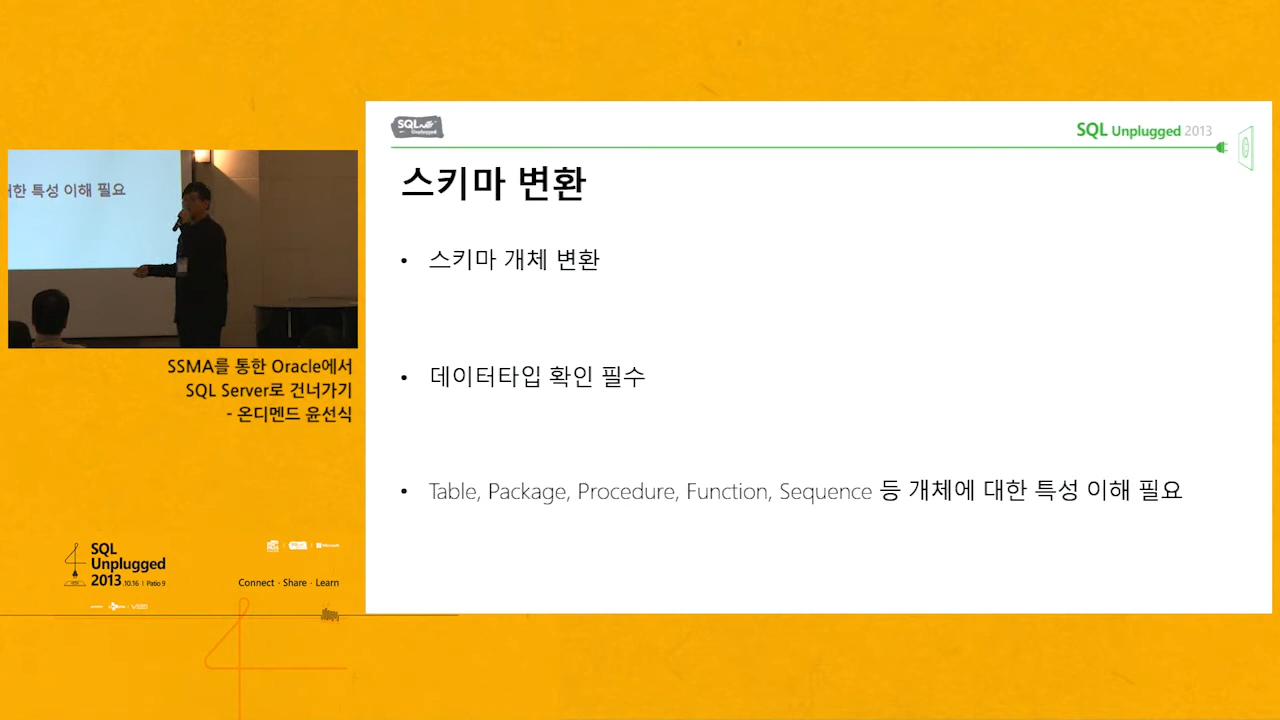 SQL
Unplugged
SQL Unplugged 2013
스키마 변환
• 스키마 개체 변환
• 데이터타입 확인 필수
• Table, Package, Procedure, Function, Sequence 등 개체에 대한 특성 이해 필요
한 특성 이해 필요
SSMA를 통한 Oracle에서
SQL Server로 건너가기
- 온디멘드 윤선식
SQL
Unplugged
2013 .10.16 | Patio 9
Microsoft
Connect · Share · Learn